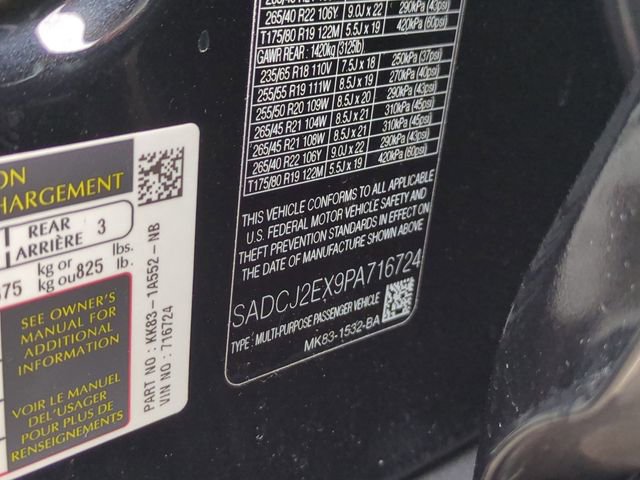 265/40 R22 106Y 9.0J x 22 290kPa (43psi)
T175/80 R19 122M 5.5J x 19 420kPa (60psi)
GAWR REAR : 1420kg (3125lb)
235/65 R18 110V 7.5J x 18 250kPa (37psi)
255/55 R19 111W 8.5J x 19 270kPa (40psi)
255/50 R20 109W 8.5J x 20 290kPa (43psi)
265/45 R21 104W 8.5J x 21 310kPa (45psi)
265/45 R21 108W 8.5J x 21 310kPa (45psi)
265/40 R22 106Y 9.0J x 22 290kPa (43psi)
T175/80 R19 122M 5.5J x 19 420kPa (60psi)
THIS VEHICLE CONFORMS TO ALL APPLICABLE
U.S. FEDERAL MOTOR VEHICLE SAFETY AND
THEFT PREVENTION STANDARDS IN EFFECT ON
THE DATE OF MANUFACTURE SHOWN ABOVE
SADCJ2EX9PA716724
TYPE : MULTI-PURPOSE PASSENGER VEHICLE
MK83-1532-BA
ON
HARGEMENT
REAR
ARRIÈRE 3
75 kg or kg ou 825 lbs. lb.
SEE OWNER'S
MANUAL FOR
ADDITIONAL
INFORMATION
VOIR LE MANUEL
DEL'USAGER
POUR PLUS DE
RENSEIGNEMENTS
PART NO : KK83-1A552-NB
VIN NO : 716724